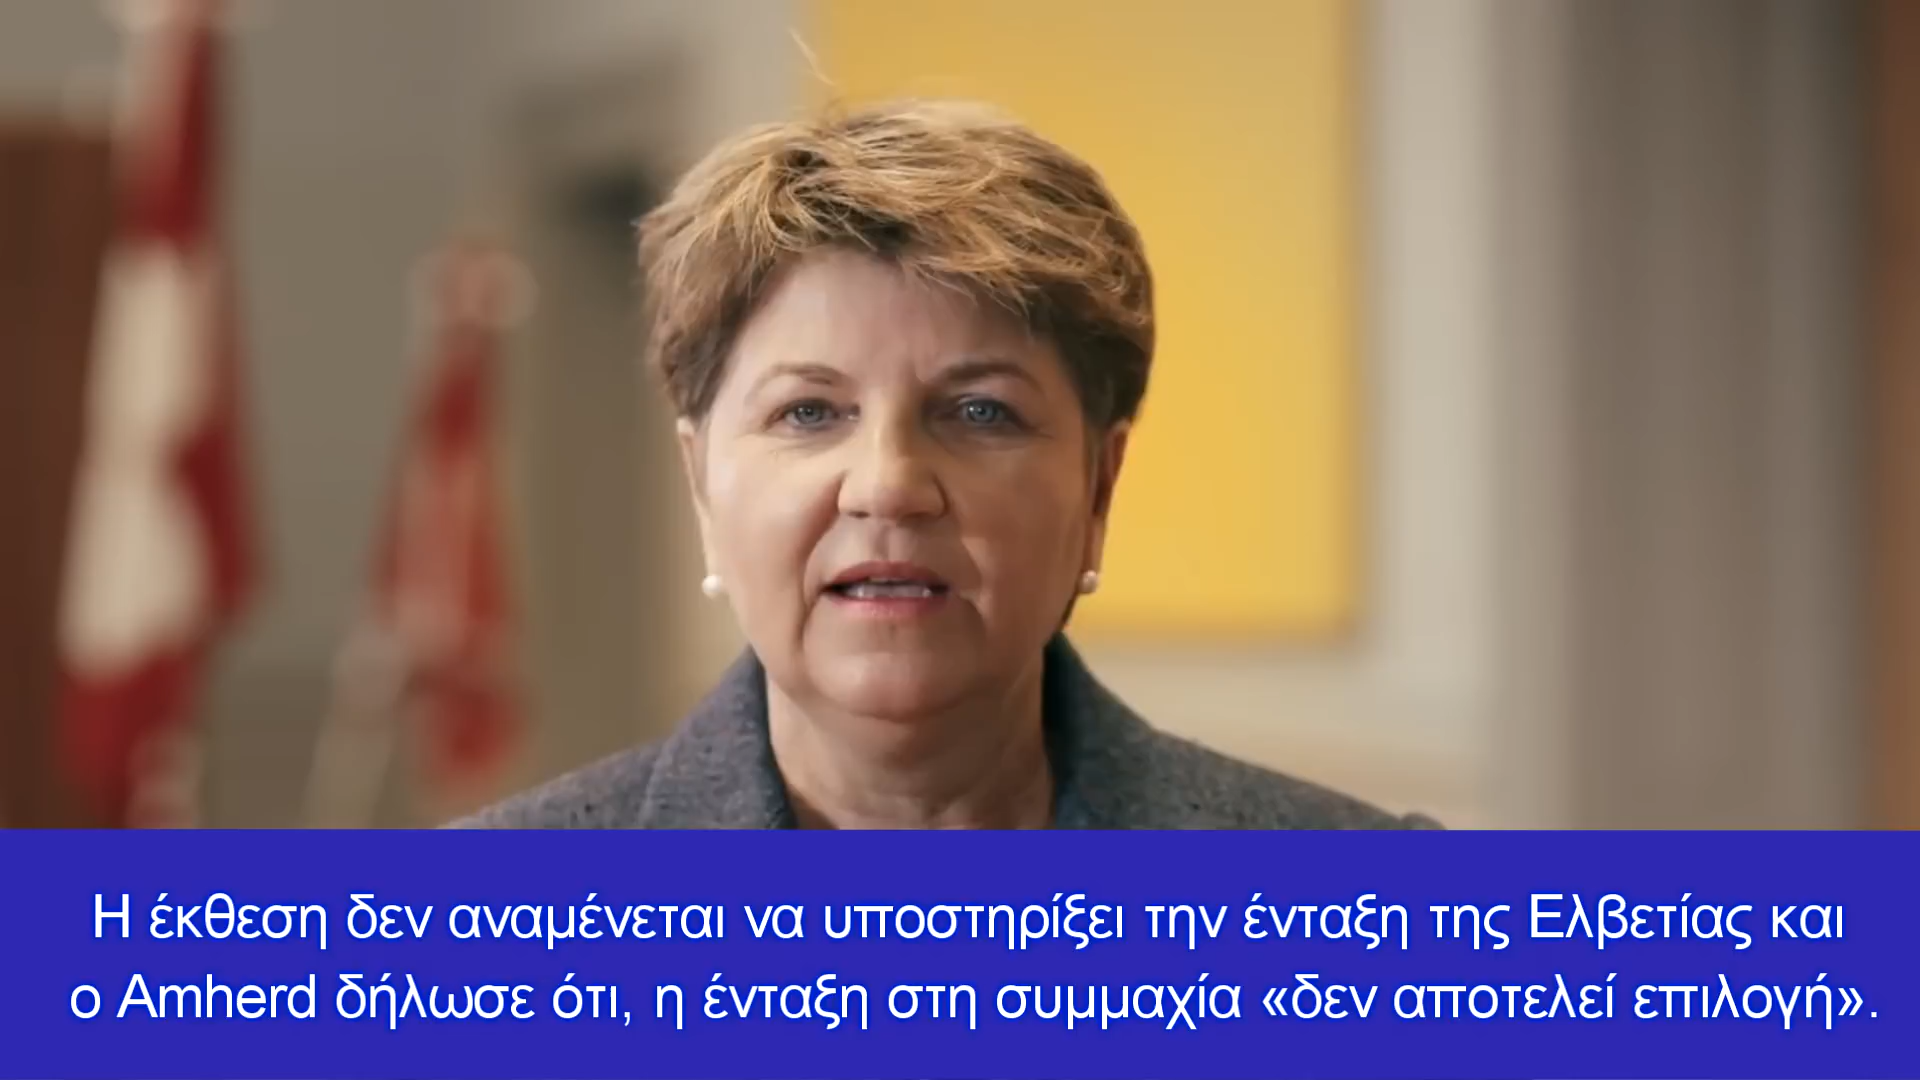 Η έκθεση δεν αναμένεται να υποστηρίξει την ένταξη της Ελβετίας και
ο Amherd δήλωσε ότι, η ένταξη στη συμμαχία «δεν αποτελεί επιλογή».